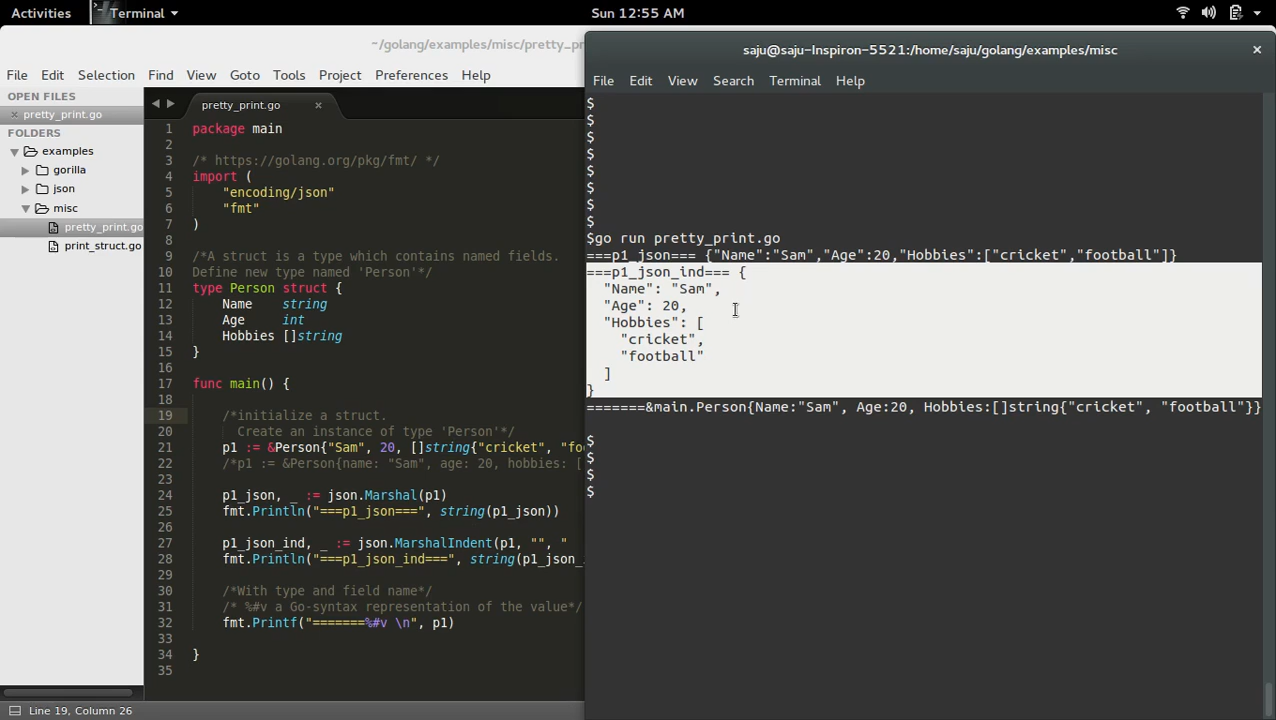 Activities
Terminal
Sun 12:55 AM
~/golang/examples/misc/pretty_pr
File Edit Selection Find View Goto Tools Project Preferences Help
OPEN FILES
pretty_print.go
FOLDERS
examples
gorilla
json
misc
pretty_print.go
print_struct.go
pretty_print.go
1 package main
2
3 /* https://golang.org/pkg/fmt/ */
4 import (
5 "encoding/json"
6 "fmt"
7 )
8
9 /*A struct is a type which contains named fields.
10 Define new type named 'Person'*/
11 type Person struct {
12 Name string
13 Age int
14 Hobbies []string
15 }
16
17 func main() {
18
19 /*initialize a struct.
20 Create an instance of type 'Person'*/
21 p1 := &Person{"Sam", 20, []string{"cricket", "foo
22 /*p1 := &Person{name: "Sam", age: 20, hobbies: [
23
24 p1_json, _ := json.Marshal(p1)
25 fmt.Println("===p1_json===", string(p1_json))
26
27 p1_json_ind, _ := json.MarshalIndent(p1, "", "
28 fmt.Println("===p1_json_ind===", string(p1_json_
29
30 /*With type and field name*/
31 /* %#v a Go-syntax representation of the value*/
32 fmt.Printf("=======%#v \n", p1)
33
34 }
35
Line 19, Column 26
saju@saju-Inspiron-5521:/home/saju/golang/examples/misc
File Edit View Search Terminal Help
$
$
$
$
$
$
$
$
$go run pretty_print.go
===p1_json=== {"Name":"Sam","Age":20,"Hobbies":["cricket","football"]}
===p1_json_ind=== {
"Name": "Sam",
"Age": 20,
"Hobbies": [
"cricket",
"football"
]
}
=======&main.Person{Name:"Sam", Age:20, Hobbies:[]string{"cricket", "football"}}
$
$
$
$